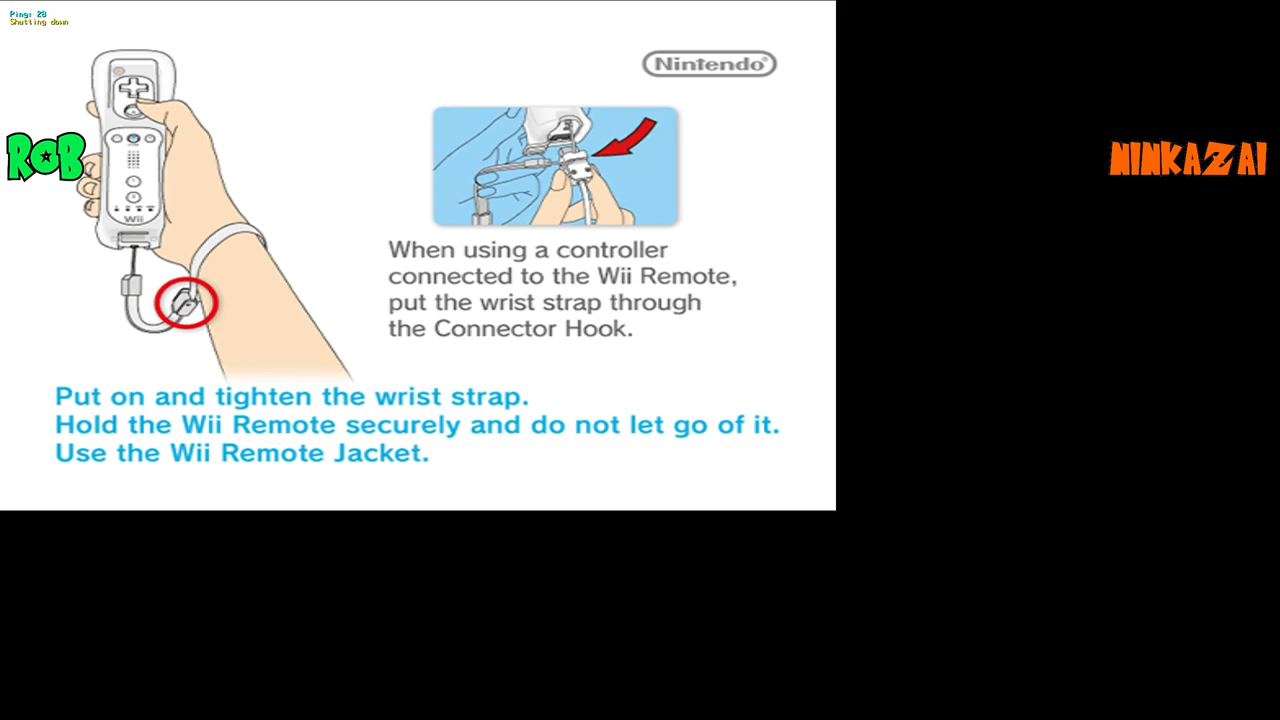 Ping: 28
Shutting down
Nintendo®
ROB
NINKAZAI
Wii
When using a controller
connected to the Wii Remote,
put the wrist strap through
the Connector Hook.
Put on and tighten the wrist strap.
Hold the Wii Remote securely and do not let go of it.
Use the Wii Remote Jacket.